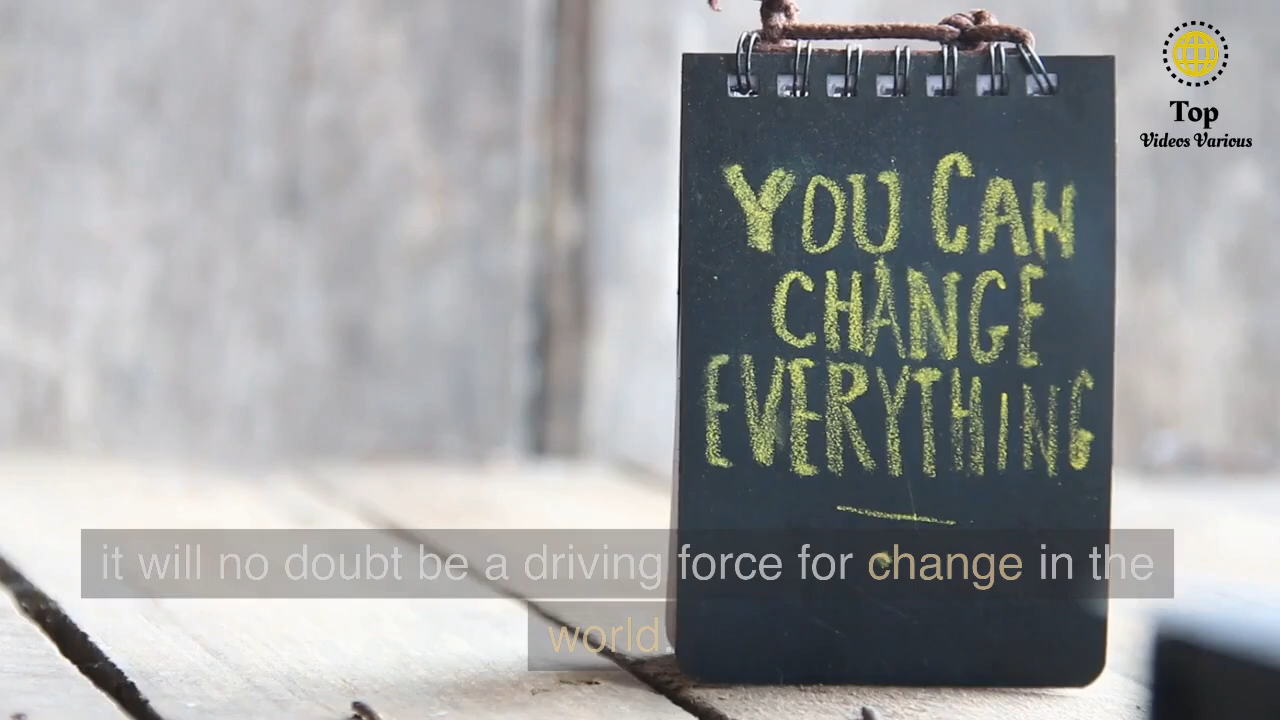 Top
Videos Various
YOU CAN
CHANGE
EVERYTHING
it will no doubt be a driving force for change in the
world